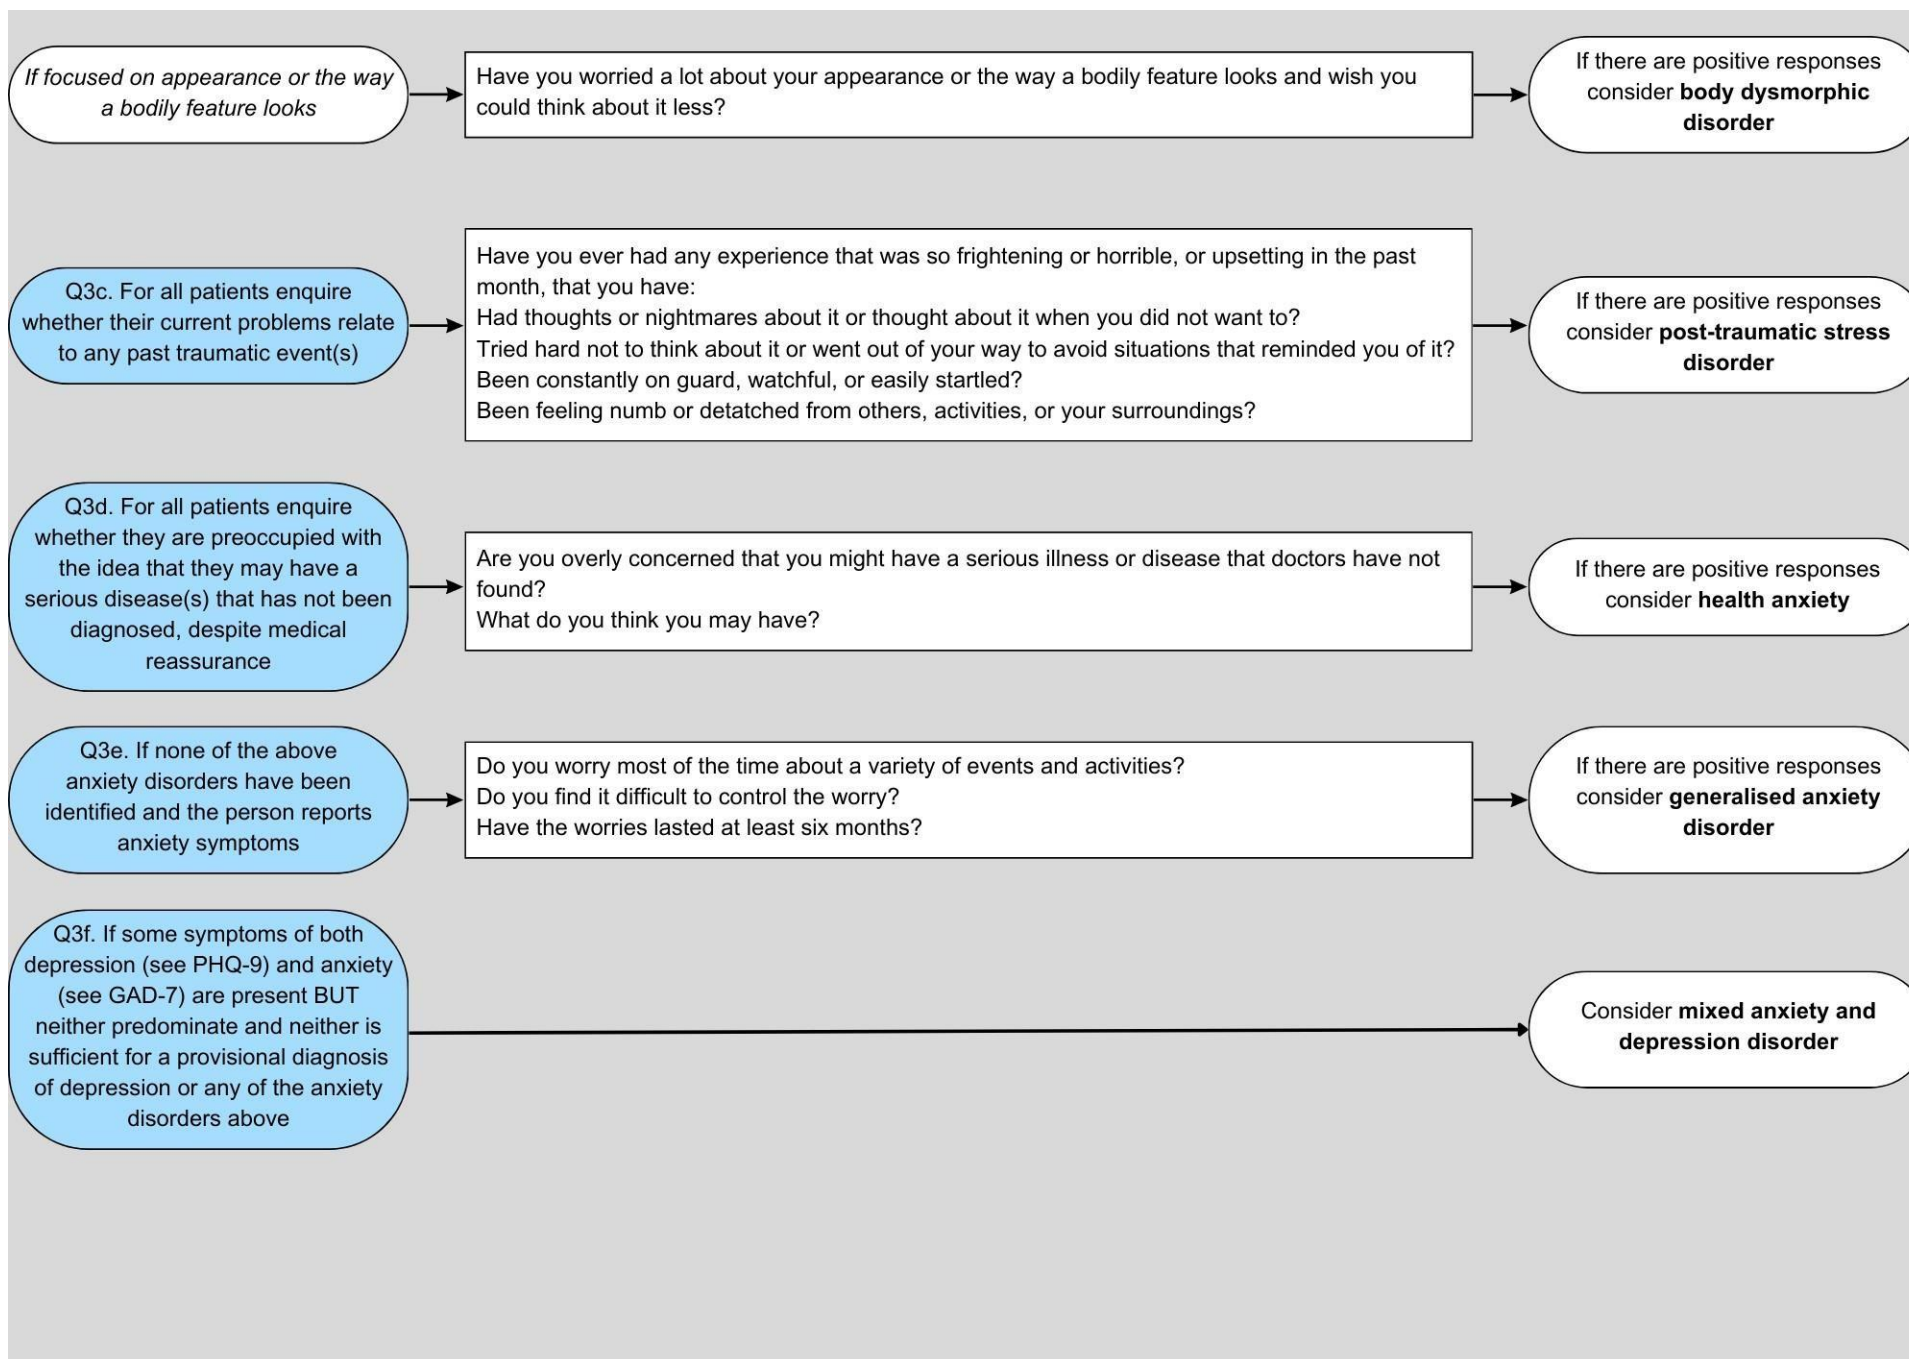 If focused on appearance or the way
a bodily feature looks
Have you worried a lot about your appearance or the way a bodily feature looks and wish you
could think about it less?
If there are positive responses
consider body dysmorphic
disorder
Q3c. For all patients enquire
whether their current problems relate
to any past traumatic event(s)
Have you ever had any experience that was so frightening or horrible, or upsetting in the past
month, that you have:
Had thoughts or nightmares about it or thought about it when you did not want to?
Tried hard not to think about it or went out of your way to avoid situations that reminded you of it?
Been constantly on guard, watchful, or easily startled?
Been feeling numb or detatched from others, activities, or your surroundings?
If there are positive responses
consider post-traumatic stress
disorder
Q3d. For all patients enquire
whether they are preoccupied with
the idea that they may have a
serious disease(s) that has not been
diagnosed, despite medical
reassurance
Are you overly concerned that you might have a serious illness or disease that doctors have not
found?
What do you think you may have?
If there are positive responses
consider health anxiety
Q3e. If none of the above
anxiety disorders have been
identified and the person reports
anxiety symptoms
Do you worry most of the time about a variety of events and activities?
Do you find it difficult to control the worry?
Have the worries lasted at least six months?
If there are positive responses
consider generalised anxiety
disorder
Q3f. If some symptoms of both
depression (see PHQ-9) and anxiety
(see GAD-7) are present BUT
neither predominate and neither is
sufficient for a provisional diagnosis
of depression or any of the anxiety
disorders above
Consider mixed anxiety and
depression disorder